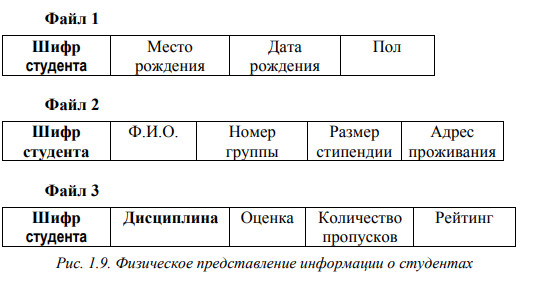 Файл 1
Шифр Место Дата Пол
студента рождения рождения
Файл 2
Шифр Ф.И.О. Номер Размер Адрес
студента группы стипендии проживания
Файл 3
Шифр Дисциплина Оценка Количество Рейтинг
студента пропусков
Рис. 1.9. Физическое представление информации о студентах